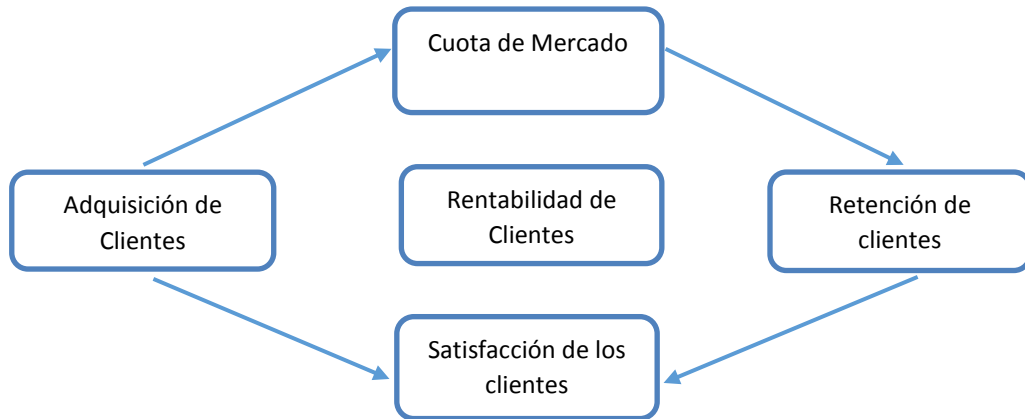 Cuota de Mercado
Adquisición de
Clientes
Rentabilidad de
Clientes
Retención de
clientes
Satisfacción de los
clientes